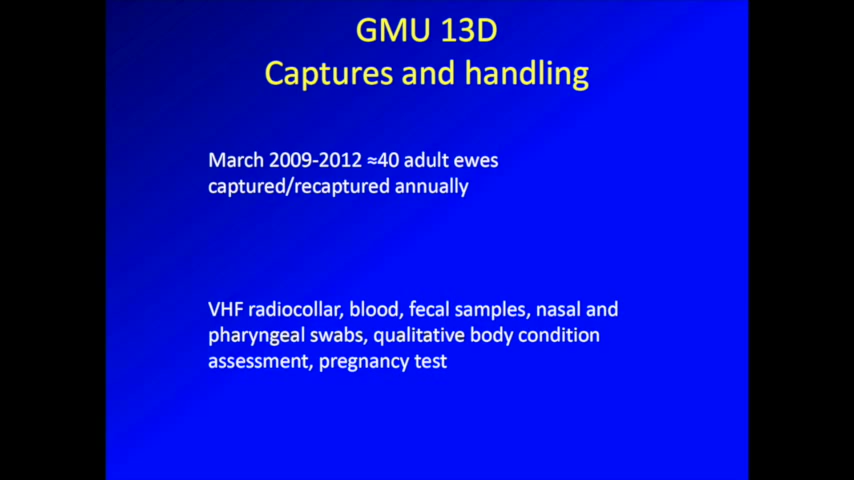 GMU 13D
Captures and handling
March 2009-2012 ≈40 adult ewes
captured/recaptured annually
VHF radiocollar, blood, fecal samples, nasal and
pharyngeal swabs, qualitative body condition
assessment, pregnancy test